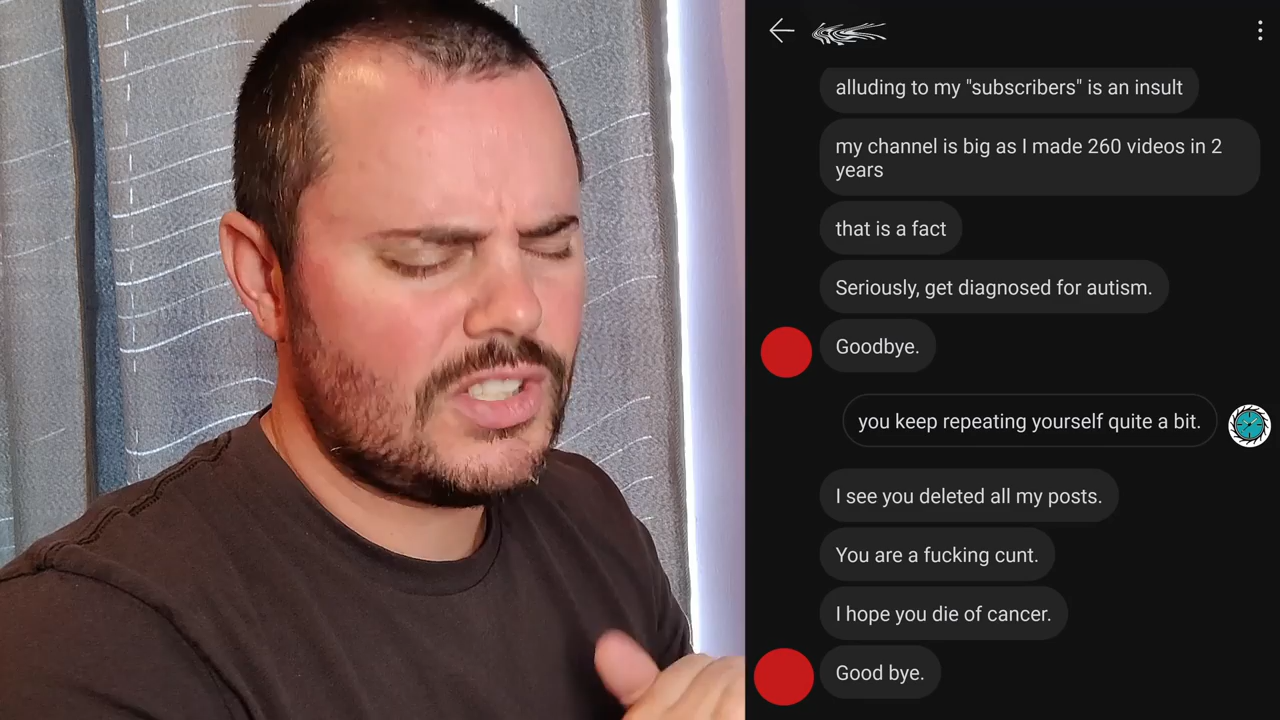 alluding to my "subscribers" is an insult
my channel is big as I made 260 videos in 2
years
that is a fact
Seriously, get diagnosed for autism.
Goodbye.
you keep repeating yourself quite a bit.
I see you deleted all my posts.
You are a fucking cunt.
I hope you die of cancer.
Good bye.